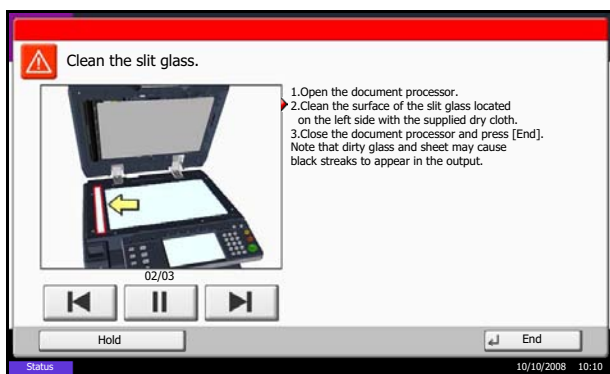 Clean the slit glass.
1.Open the document processor.
2.Clean the surface of the slit glass located
on the left side with the supplied dry cloth.
3.Close the document processor and press [End].
Note that dirty glass and sheet may cause
black streaks to appear in the output.
02/03
Hold
End
Status
10/10/2008 10:10